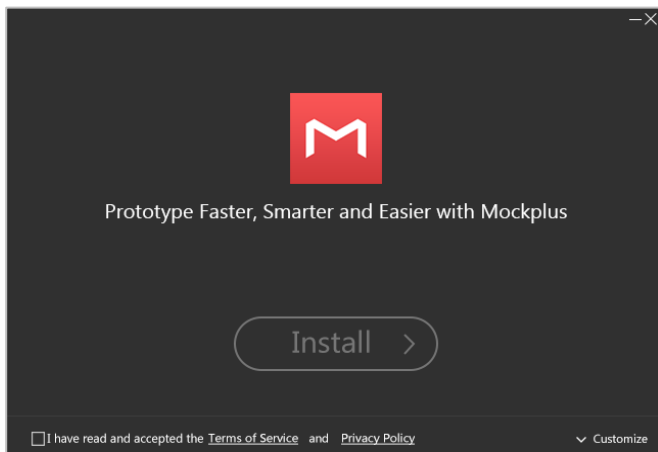 Prototype Faster, Smarter and Easier with Mockplus
Install
I have read and accepted the Terms of Service and Privacy Policy
Customize